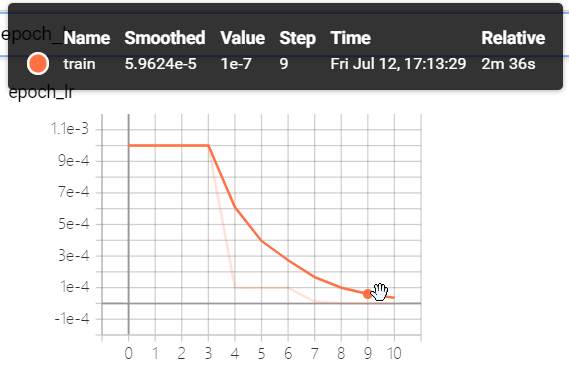 epoch_l
Name Smoothed Value Step Time Relative
train 5.9624e-5 1e-7 9 Fri Jul 12, 17:13:29 2m 36s
epoch_lr
1.1e-3
9e-4
7e-4
5e-4
3e-4
1e-4
-1e-4
0 1 2 3 4 5 6 7 8 9 10